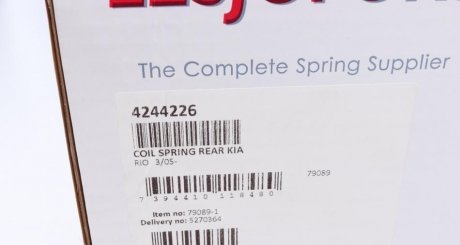 The Complete Spring Supplier
4244226
COIL SPRING REAR KIA
RIO 3/05-
79089
7 394410 118480
Item no: 79089-1
Delivery no: 5270364